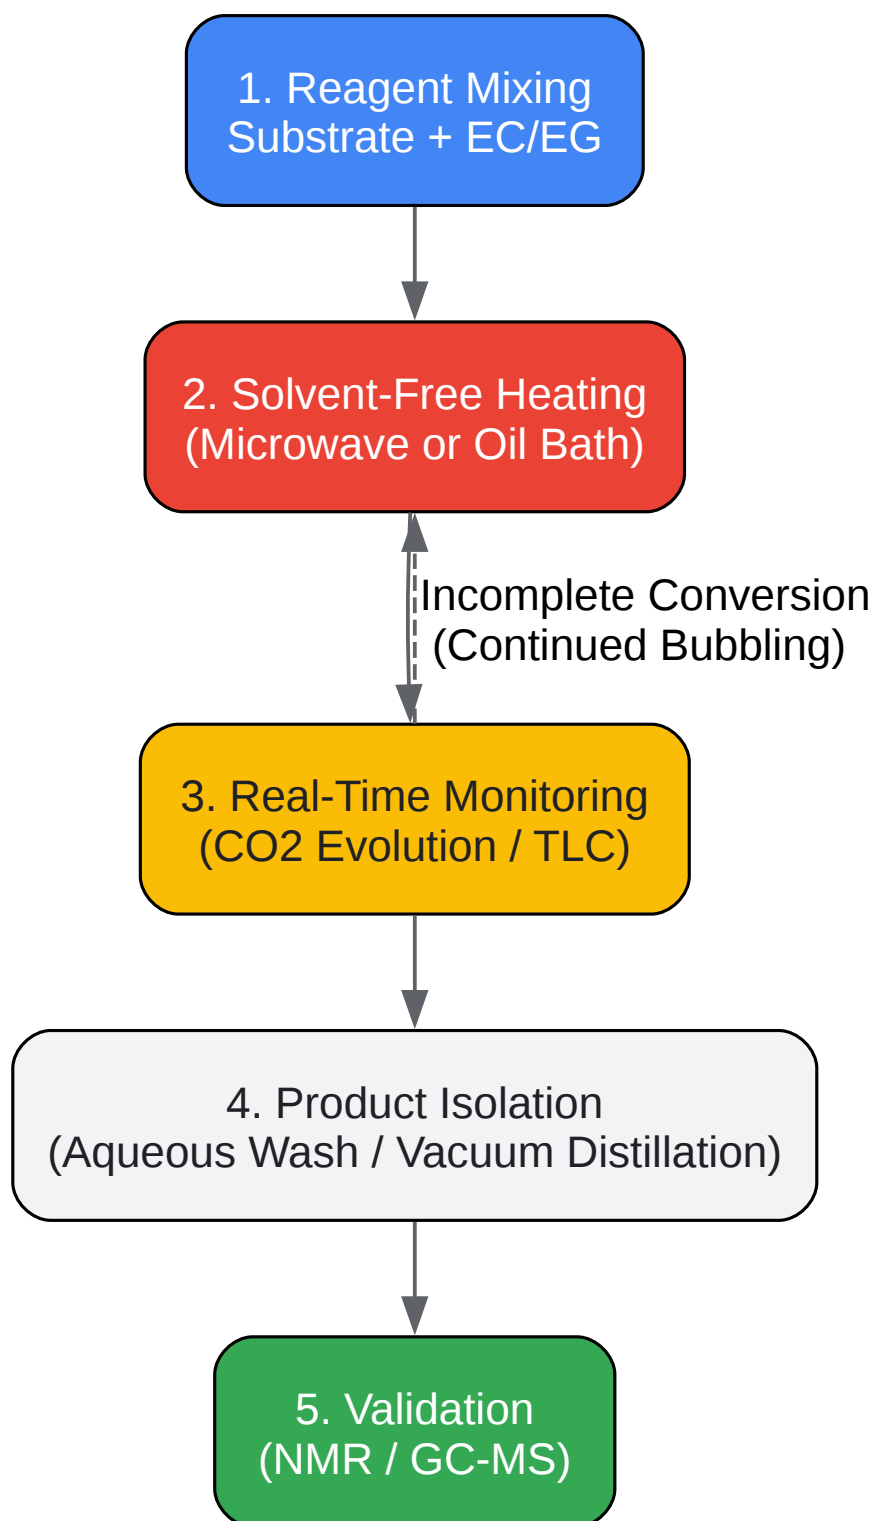 1. Reagent Mixing
Substrate + EC/EG
2. Solvent-Free Heating
(Microwave or Oil Bath)
Incomplete Conversion
(Continued Bubbling)
3. Real-Time Monitoring
(CO2 Evolution / TLC)
4. Product Isolation
(Aqueous Wash / Vacuum Distillation)
5. Validation
(NMR / GC-MS)